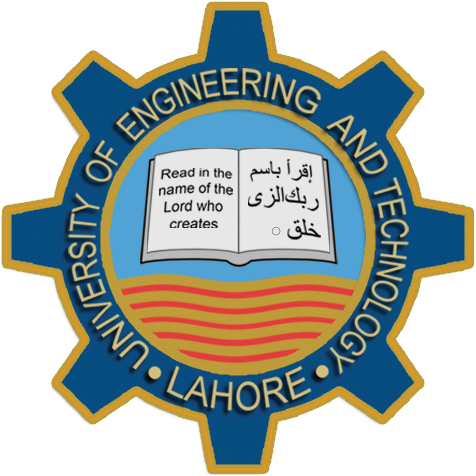 UNIVERSITY OF ENGINEERING AND TECHNOLOGY
• LAHORE •
Read in the
name of the
Lord who
creates
إقرأ باسم
ربك الزى
خلق